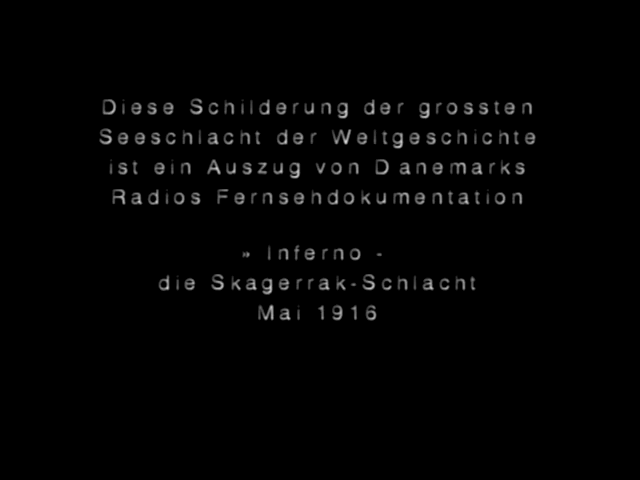 Diese Schilderung der grossten
Seeschlacht der Weltgeschichte
ist ein Auszug von Danemarks
Radios Fernsehdokumentation
» Inferno -
die Skagerrak-Schlacht
Mai 1916